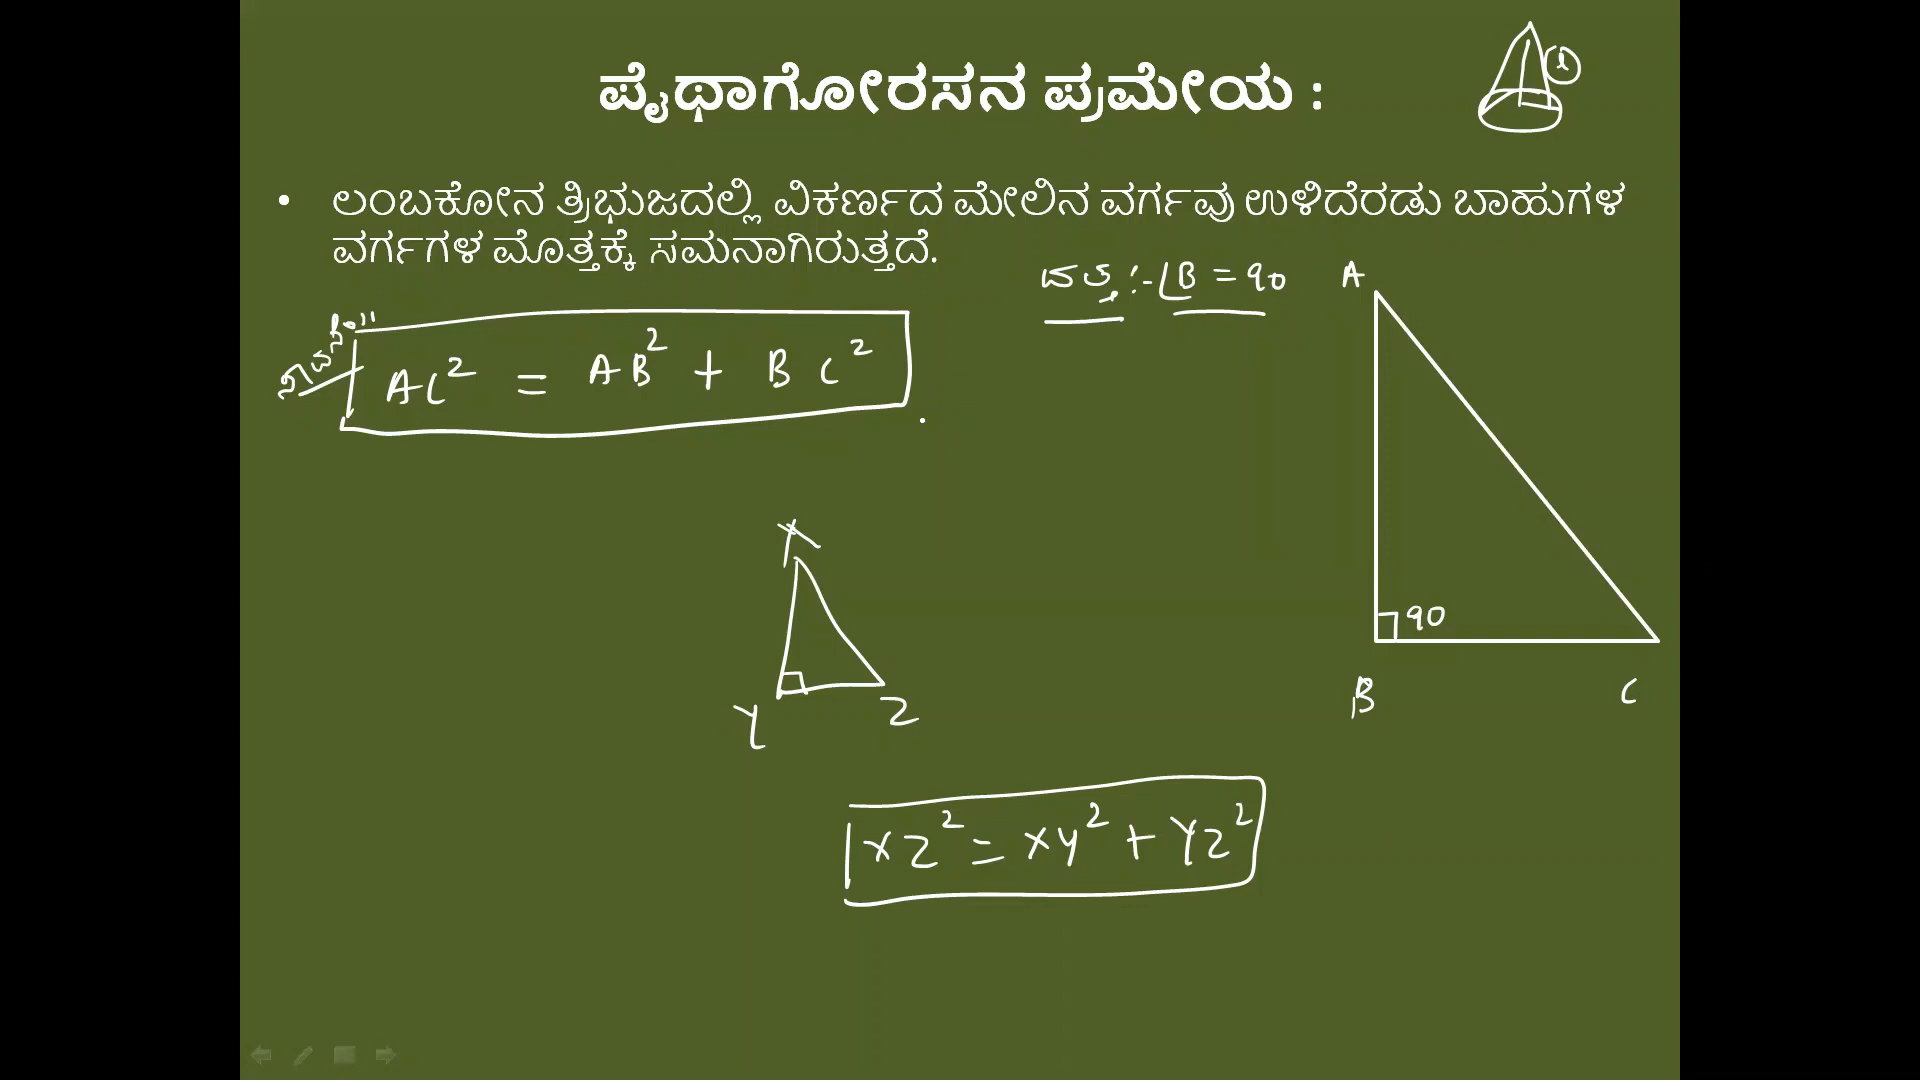 ಪೈಥಾಗೋರಸನ ಪ್ರಮೇಯ :
• ಲಂಬಕೋನ ತ್ರಿಭುಜದಲ್ಲಿ ವಿಕರ್ಣದ ಮೇಲಿನ ವರ್ಗವು ಉಳಿದೆರಡು ಬಾಹುಗಳ
ವರ್ಗಗಳ ಮೊತ್ತಕ್ಕೆ ಸಮನಾಗಿರುತ್ತದೆ.
ದತ್ತ :- ∠B = 90
A
AC² = AB² + BC²
X
90
B
C
Y
Z
XZ² = XY² + YZ²